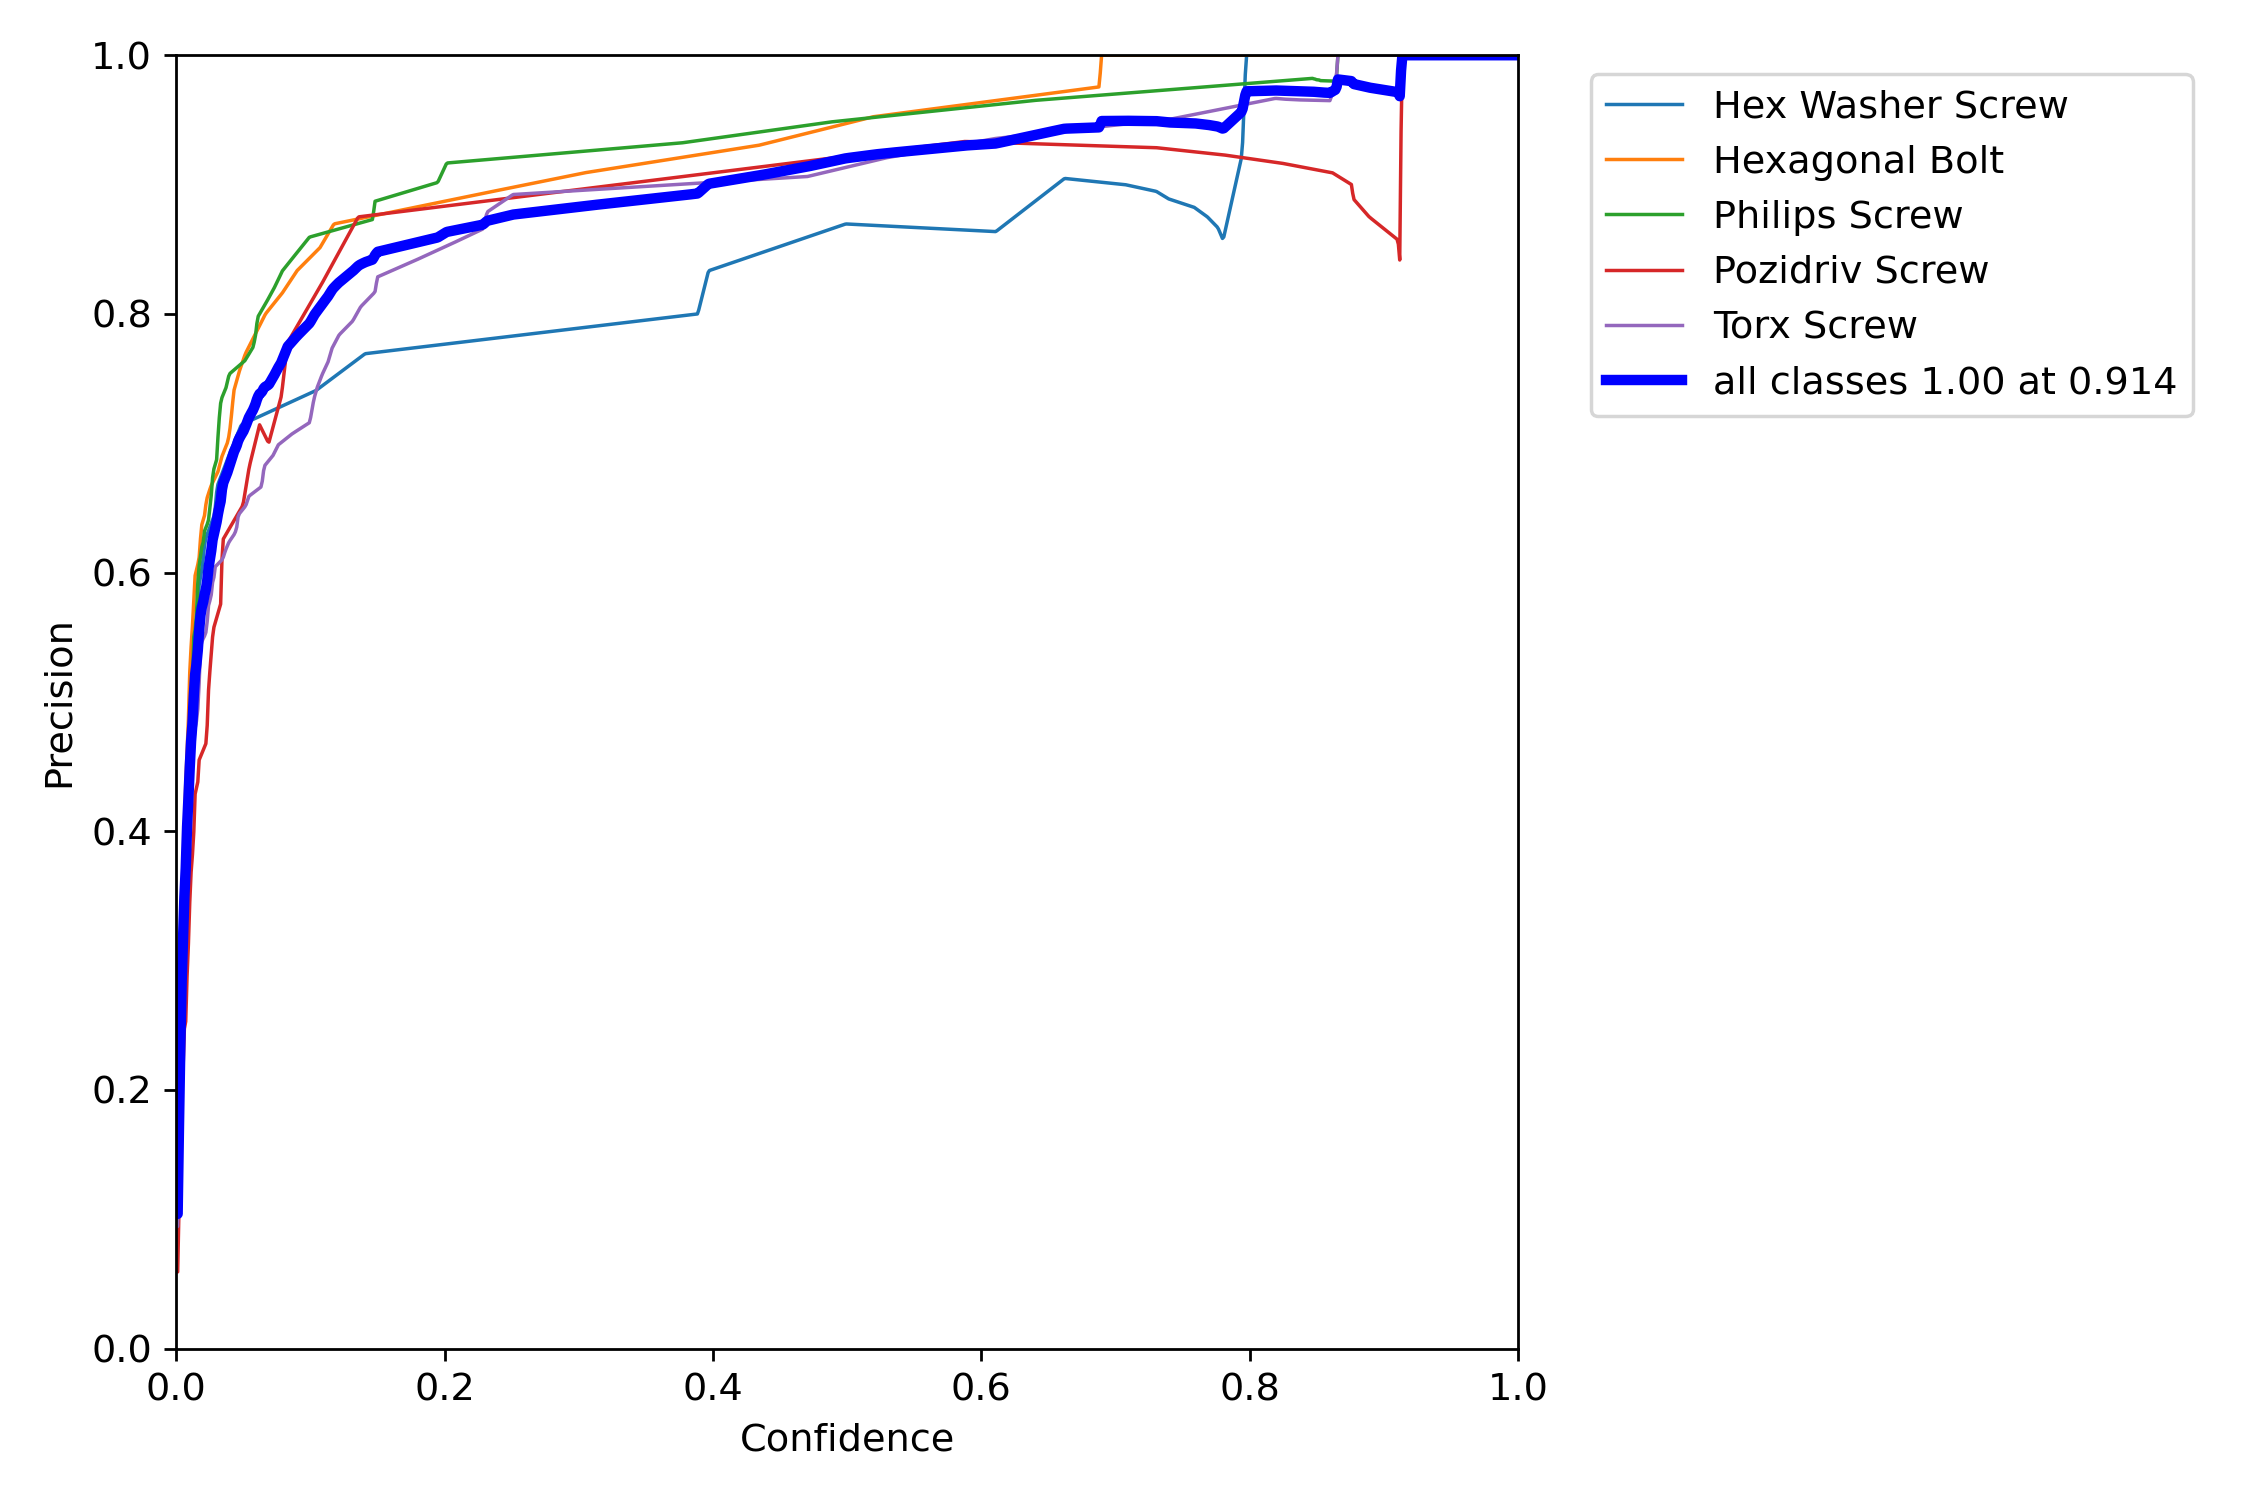 1.0
0.8
0.6
0.4
0.2
0.0
Precision
0.0 0.2 0.4 0.6 0.8 1.0
Confidence
Hex Washer Screw
Hexagonal Bolt
Philips Screw
Pozidriv Screw
Torx Screw
all classes 1.00 at 0.914